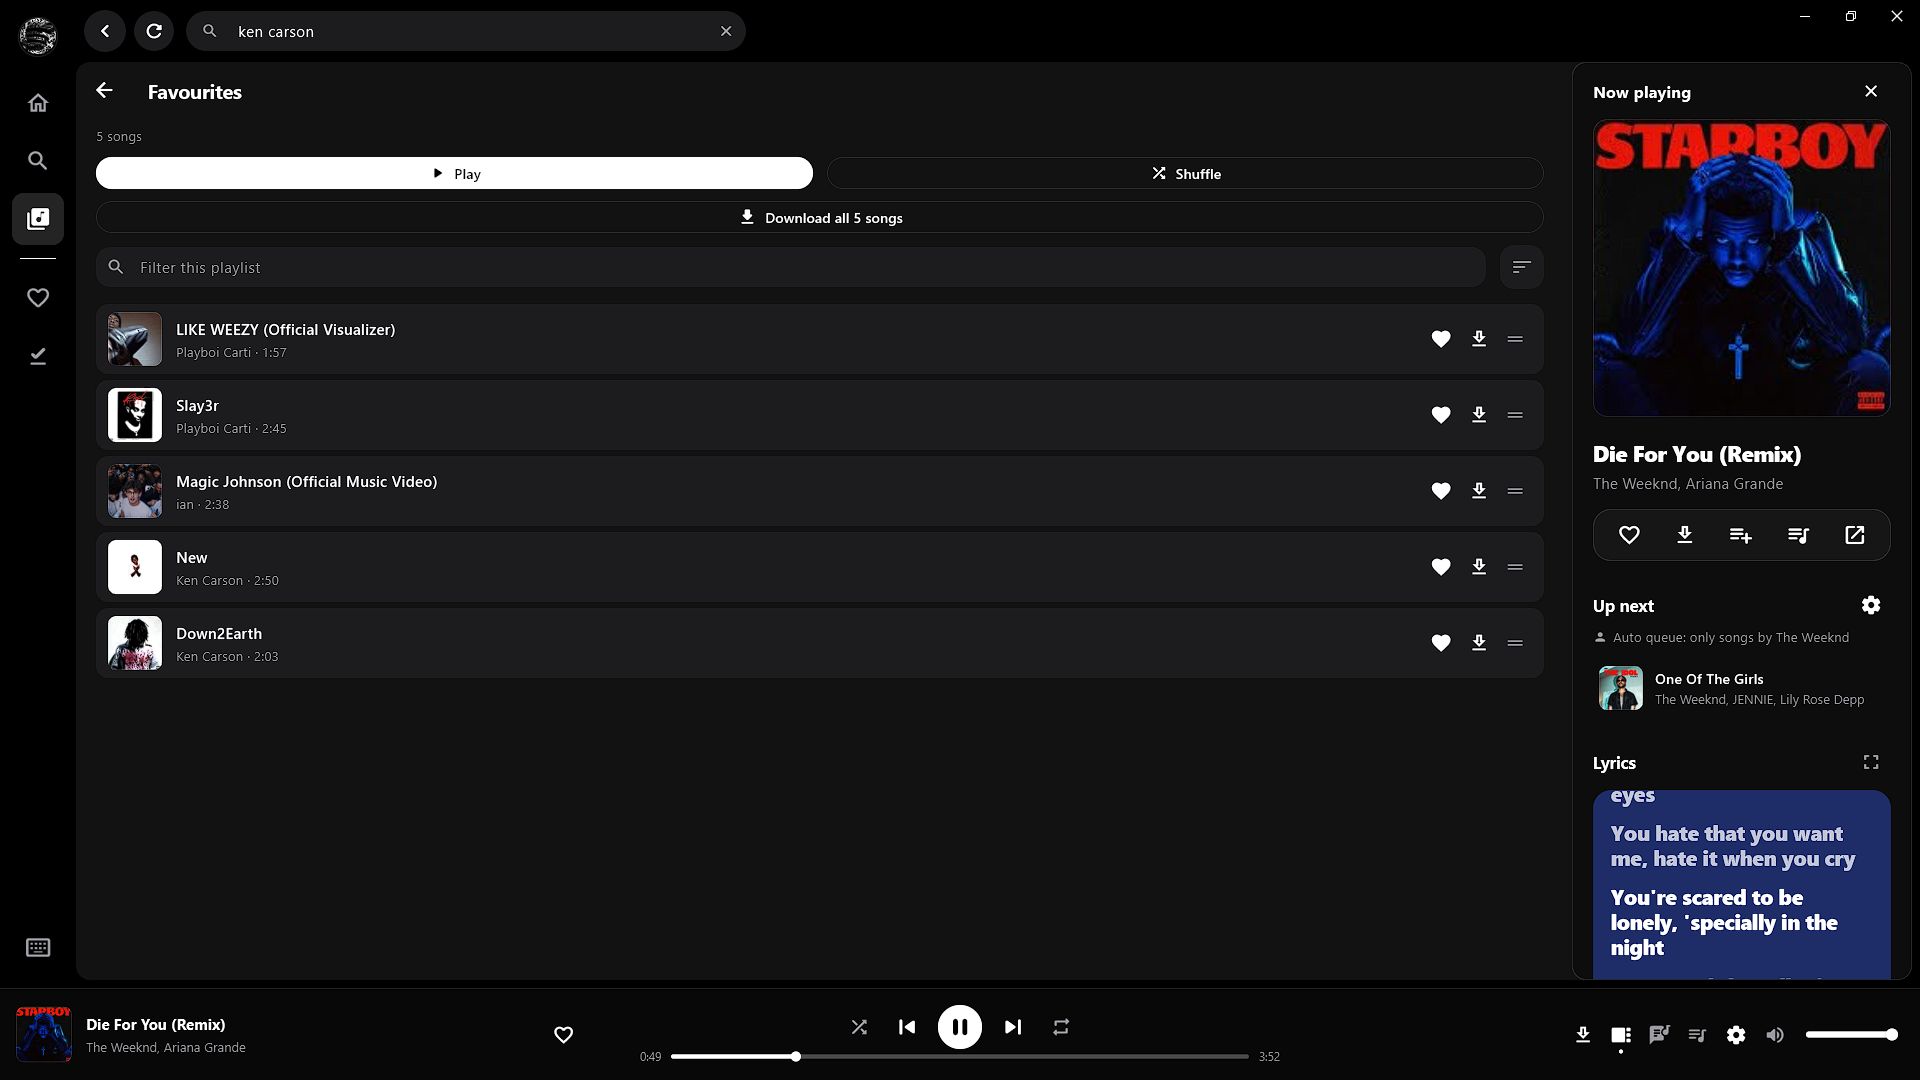 ken carson
Favourites
5 songs
Play
Shuffle
Download all 5 songs
Filter this playlist
LIKE WEEZY (Official Visualizer)
Playboi Carti · 1:57
Slay3r
Playboi Carti · 2:45
Magic Johnson (Official Music Video)
ian · 2:38
New
Ken Carson · 2:50
Down2Earth
Ken Carson · 2:03
Now playing
STARBOY
Die For You (Remix)
The Weeknd, Ariana Grande
Up next
Auto queue: only songs by The Weeknd
THE IDOL
One Of The Girls
The Weeknd, JENNIE, Lily Rose Depp
Lyrics
eyes
You hate that you want
me, hate it when you cry
You're scared to be
lonely, 'specially in the
night
STARBOY
Die For You (Remix)
The Weeknd, Ariana Grande
0:49
3:52